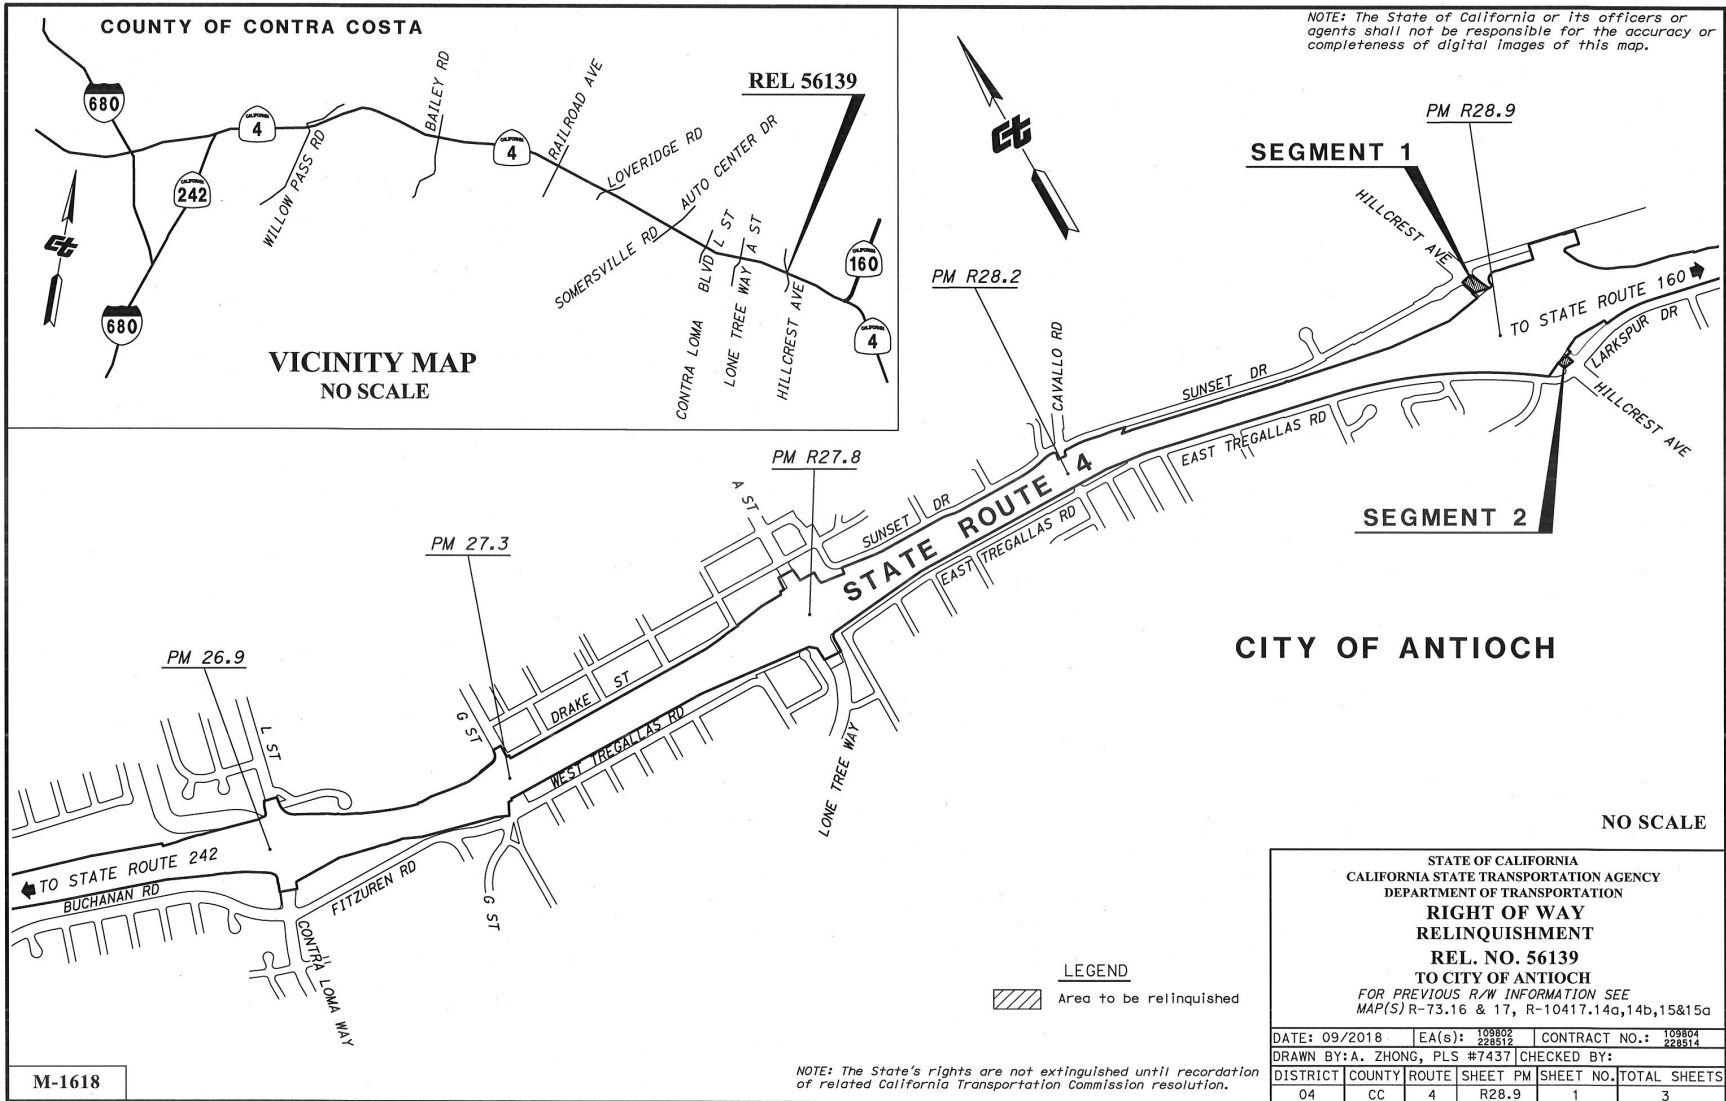 COUNTY OF CONTRA COSTA
680
CALIFORNIA
4
WILLOW PASS RD
CALIFORNIA
242
680
BAILEY RD
CALIFORNIA
4
RAILROAD AVE
LOVERIDGE RD
AUTO CENTER DR
SOMERSVILLE RD
REL 56139
CONTRA LOMA BLVD
L ST
LONE TREE WAY
A ST
HILLCREST AVE
CALIFORNIA
160
CALIFORNIA
4
VICINITY MAP
NO SCALE
NOTE: The State of California or its officers or
agents shall not be responsible for the accuracy or
completeness of digital images of this map.
PM R28.9
SEGMENT 1
HILLCREST AVE
PM R28.2
CAVALLO RD
SUNSET DR
TO STATE ROUTE 160
LARKSPUR DR
HILLCREST AVE
EAST TREGALLAS RD
SEGMENT 2
PM R27.8
A ST
SUNSET DR
STATE ROUTE 4
EAST TREGALLAS RD
CITY OF ANTIOCH
PM 27.3
G ST
DRAKE ST
WEST TREGALLAS RD
LONE TREE WAY
PM 26.9
L ST
TO STATE ROUTE 242
BUCHANAN RD
FITZUREN RD
G ST
CONTRA LOMA WAY
LEGEND
Area to be relinquished
NO SCALE
STATE OF CALIFORNIA
CALIFORNIA STATE TRANSPORTATION AGENCY
DEPARTMENT OF TRANSPORTATION
RIGHT OF WAY
RELINQUISHMENT
REL. NO. 56139
TO CITY OF ANTIOCH
FOR PREVIOUS R/W INFORMATION SEE
MAP(S) R-73.16 & 17, R-10417.14a,14b,15&15a
DATE: 09/2018 EA(s): 109802 228512 CONTRACT NO.: 109804 228514
DRAWN BY: A. ZHONG, PLS #7437 CHECKED BY:
DISTRICT COUNTY ROUTE SHEET PM SHEET NO. TOTAL SHEETS
04 CC 4 R28.9 1 3
NOTE: The State's rights are not extinguished until recordation
of related California Transportation Commission resolution.
M-1618